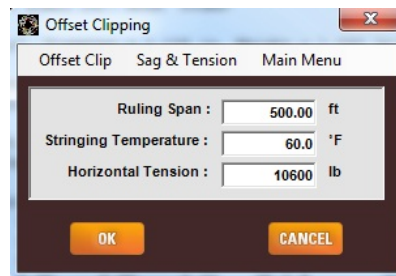 Offset Clipping
Offset Clip Sag & Tension Main Menu
Ruling Span : 500.00 ft
Stringing Temperature : 60.0 °F
Horizontal Tension : 10600 lb
OK CANCEL